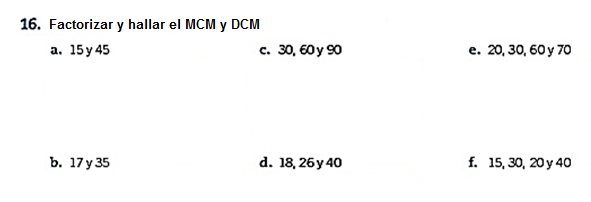 16. Factorizar y hallar el MCM y DCM
a. 15 y 45
c. 30, 60 y 90
e. 20, 30, 60 y 70
b. 17 y 35
d. 18, 26 y 40
f. 15, 30, 20 y 40